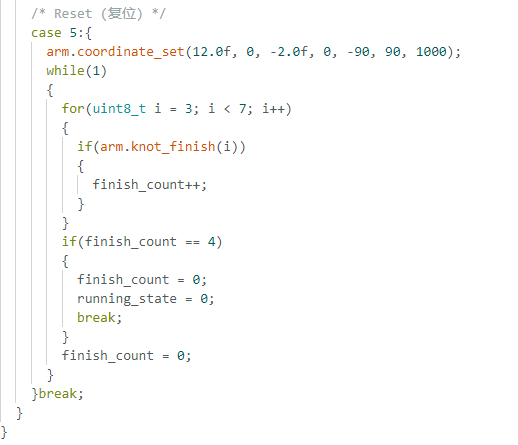 /* Reset (复位) */
case 5:{
arm.coordinate_set(12.0f, 0, -2.0f, 0, -90, 90, 1000);
while(1)
{
for(uint8_t i = 3; i < 7; i++)
{
if(arm.knot_finish(i))
{
finish_count++;
}
}
if(finish_count == 4)
{
finish_count = 0;
running_state = 0;
break;
}
finish_count = 0;
}
}break;
}
}